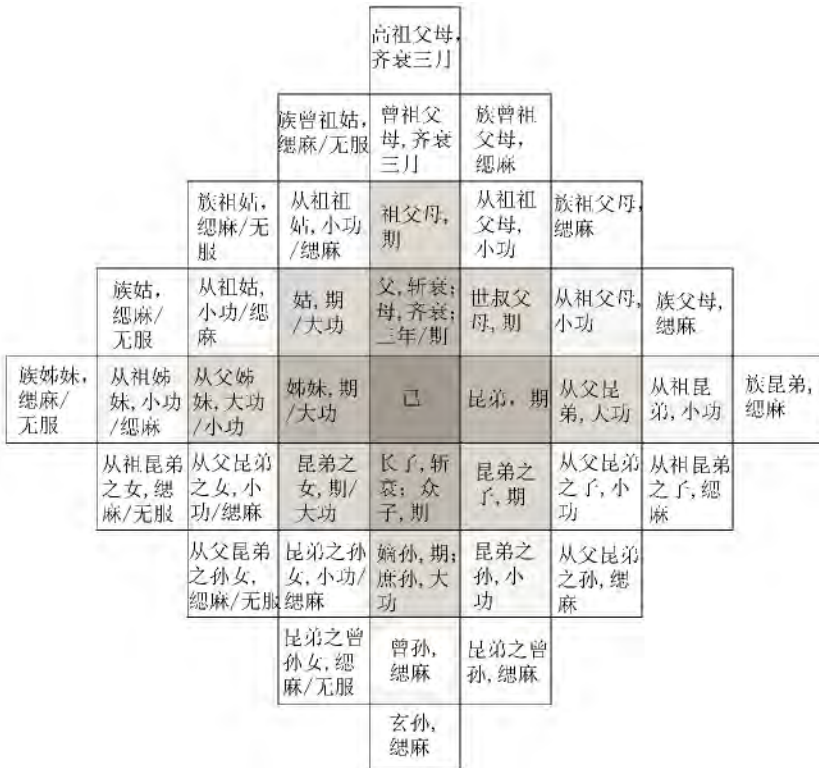 高祖父母,
齐衰三月
族曾祖姑,
缌麻/无服
曾祖父
母,齐衰
三月
族曾祖
父母,
缌麻
族祖姑,
缌麻/无
服
从祖祖
姑,小功
/缌麻
祖父母,
期
从祖祖
父母,
小功
族祖父母,
缌麻
族姑,
缌麻/
无服
从祖姑,
小功/缌
麻
姑,期
/大功
父,斩衰;
母,齐衰;
三年/期
世叔父
母,期
从祖父母,
小功
族父母,
缌麻
族姊妹,
缌麻/
无服
从祖姊
妹,小功
/缌麻
从父姊
妹,大功
/小功
姊妹,期
/大功
己
昆弟,期
从父昆
弟,大功
从祖昆
弟,小功
族昆弟,
缌麻
从祖昆弟
之女,缌
麻/无服
从父昆弟
之女,小
功/缌麻
昆弟之
女,期/
大功
长子,斩
衰;众
子,期
昆弟之
子,期
从父昆弟
之子,小
功
从祖昆弟
之子,缌
麻
从父昆弟
之孙女,
缌麻/无服
昆弟之孙
女,小功/
缌麻
嫡孙,期;
庶孙,大
功
昆弟之
孙,小
功
从父昆弟
之孙,缌
麻
昆弟之曾
孙女,缌
麻/无服
曾孙,
缌麻
昆弟之曾
孙,缌麻
玄孙,
缌麻